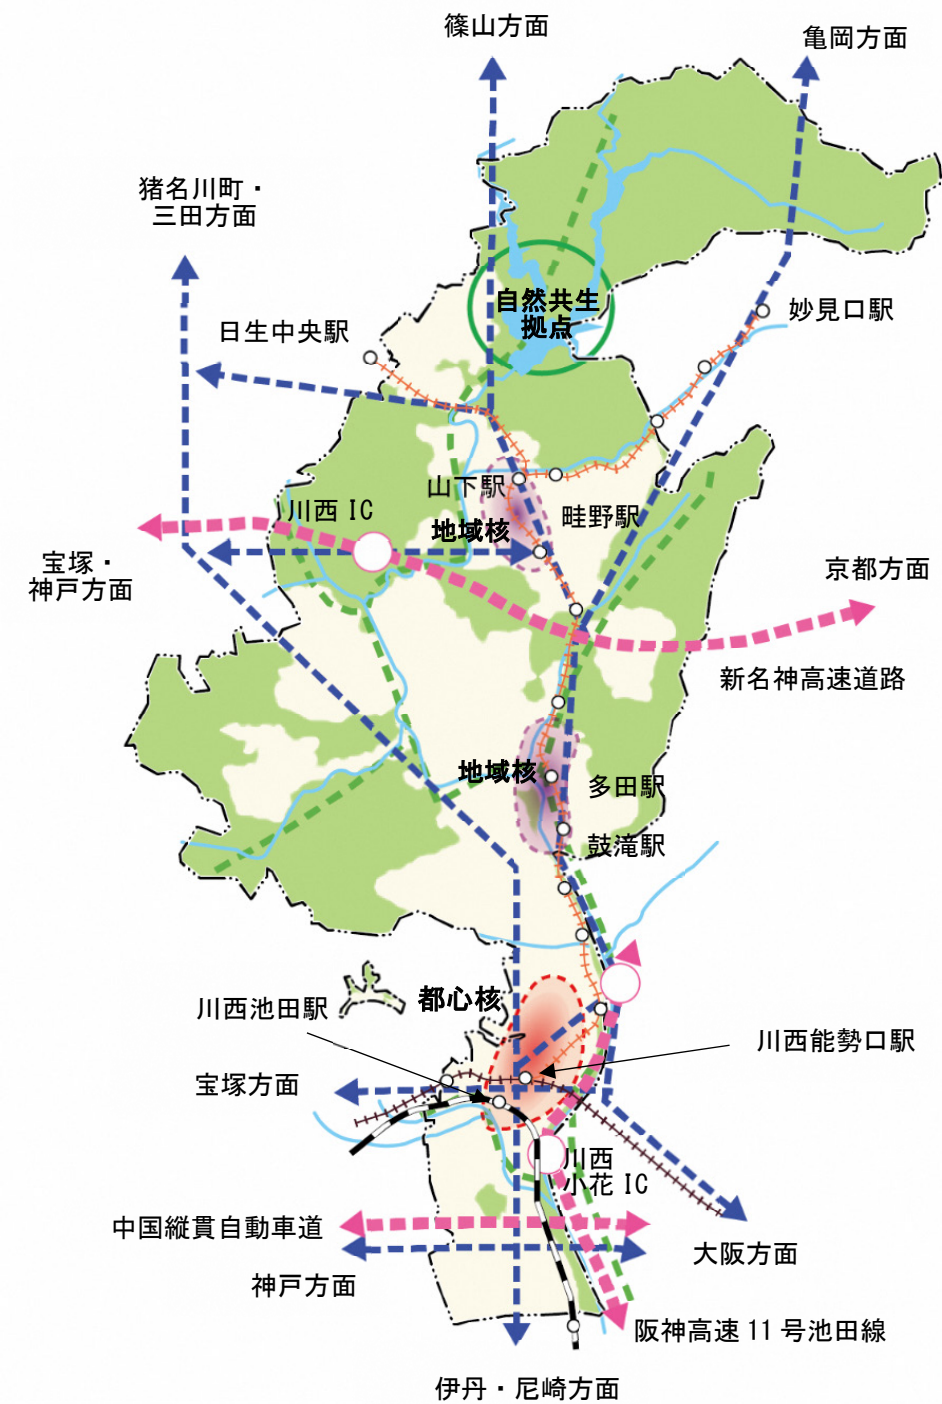 篠山方面
亀岡方面
猪名川町・
三田方面
自然共生
拠点
妙見口駅
日生中央駅
山下駅
川西 IC
地域核
畦野駅
宝塚・
神戸方面
京都方面
新名神高速道路
地域核
多田駅
鼓滝駅
都心核
川西池田駅
川西能勢口駅
宝塚方面
川西
小花 IC
中国縦貫自動車道
大阪方面
神戸方面
阪神高速 11 号池田線
伊丹・尼崎方面